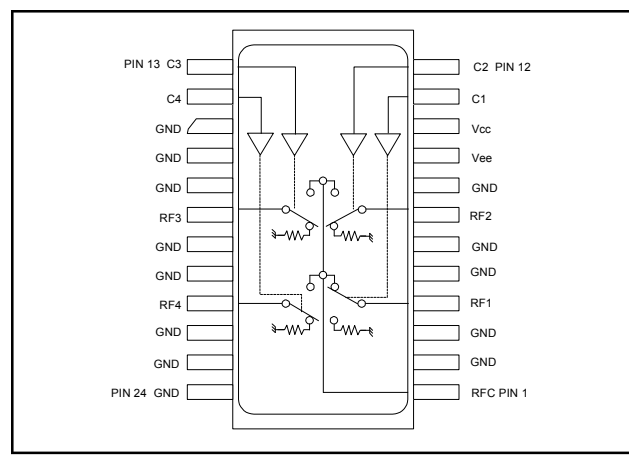 PIN 13 C3
C2 PIN 12
C4
C1
GND
Vcc
GND
Vee
GND
GND
RF3
RF2
GND
GND
GND
GND
RF4
RF1
GND
GND
GND
GND
PIN 24 GND
RFC PIN 1